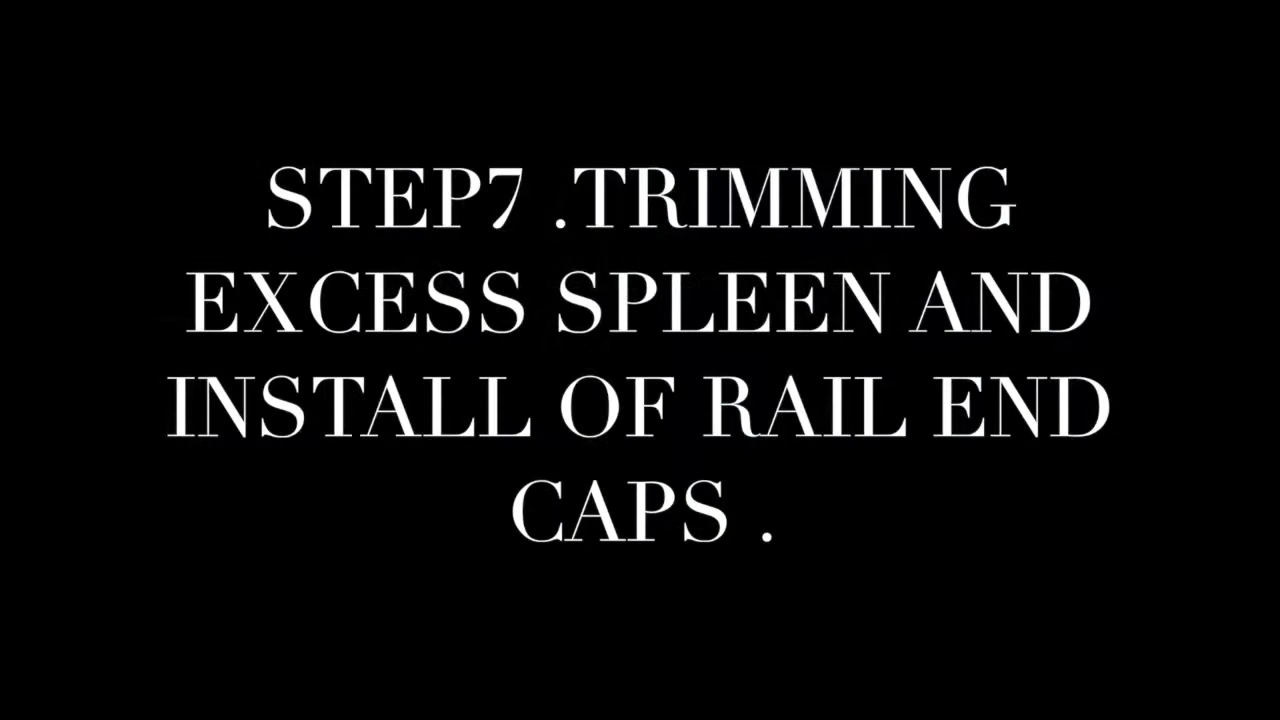 STEP7 .TRIMMING
EXCESS SPLEEN AND
INSTALL OF RAIL END
CAPS .